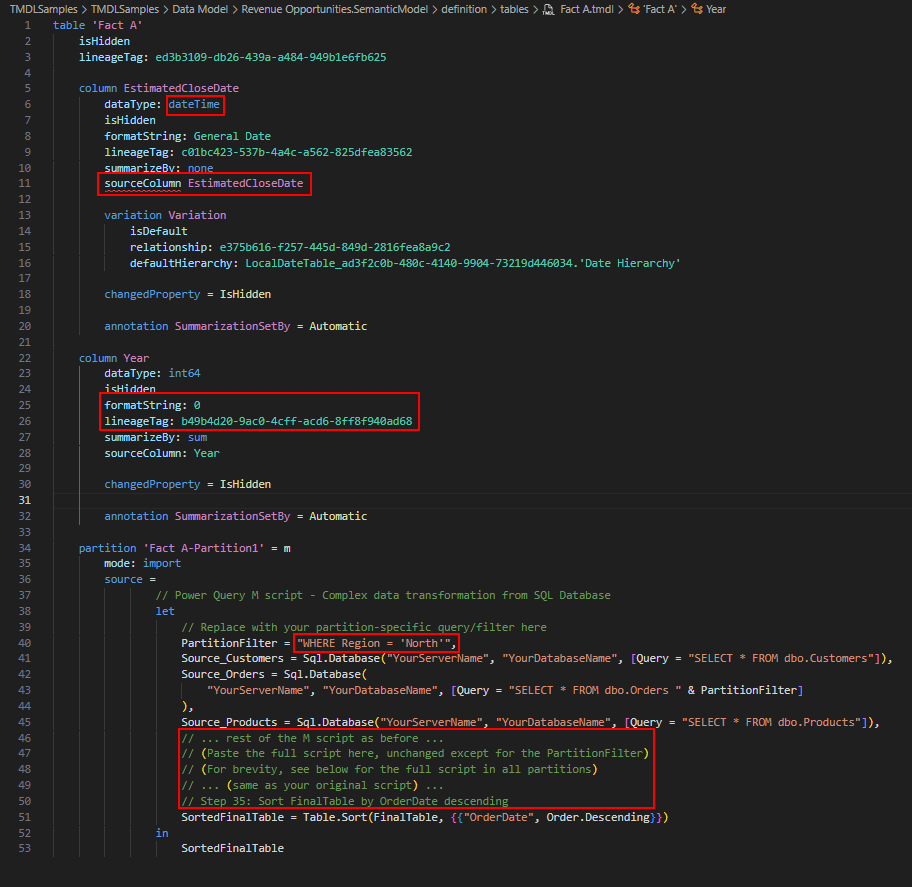 TMDLSamples > TMDLSamples > Data Model > Revenue Opportunities.SemanticModel > definition > tables > Fact A.tmdl > 'Fact A' > Year
1 table 'Fact A'
2 isHidden
3 lineageTag: ed3b3109-db26-439a-a484-949b1e6fb625
4
5 column EstimatedCloseDate
6 dataType: dateTime
7 isHidden
8 formatString: General Date
9 lineageTag: c01bc423-537b-4a4c-a562-825dfea83562
10 summarizeBy: none
11 sourceColumn EstimatedCloseDate
12
13 variation Variation
14 isDefault
15 relationship: e375b616-f257-445d-849d-2816fea8a9c2
16 defaultHierarchy: LocalDateTable_ad3f2c0b-480c-4140-9904-73219d446034.'Date Hierarchy'
17
18 changedProperty = IsHidden
19
20 annotation SummarizationSetBy = Automatic
21
22 column Year
23 dataType: int64
24 isHidden
25 formatString: 0
26 lineageTag: b49b4d20-9ac0-4cff-acd6-8ff8f940ad68
27 summarizeBy: sum
28 sourceColumn: Year
29
30 changedProperty = IsHidden
31
32 annotation SummarizationSetBy = Automatic
33
34 partition 'Fact A-Partition1' = m
35 mode: import
36 source =
37 // Power Query M script - Complex data transformation from SQL Database
38 let
39 // Replace with your partition-specific query/filter here
40 PartitionFilter = "WHERE Region = 'North'",
41 Source_Customers = Sql.Database("YourServerName", "YourDatabaseName", [Query = "SELECT * FROM dbo.Customers"]),
42 Source_Orders = Sql.Database(
43 "YourServerName", "YourDatabaseName", [Query = "SELECT * FROM dbo.Orders " & PartitionFilter]
44 ),
45 Source_Products = Sql.Database("YourServerName", "YourDatabaseName", [Query = "SELECT * FROM dbo.Products"]),
46 // ... rest of the M script as before ...
47 // (Paste the full script here, unchanged except for the PartitionFilter)
48 // (For brevity, see below for the full script in all partitions)
49 // ... (same as your original script) ...
50 // Step 35: Sort FinalTable by OrderDate descending
51 SortedFinalTable = Table.Sort(FinalTable, {{"OrderDate", Order.Descending}})
52 in
53 SortedFinalTable